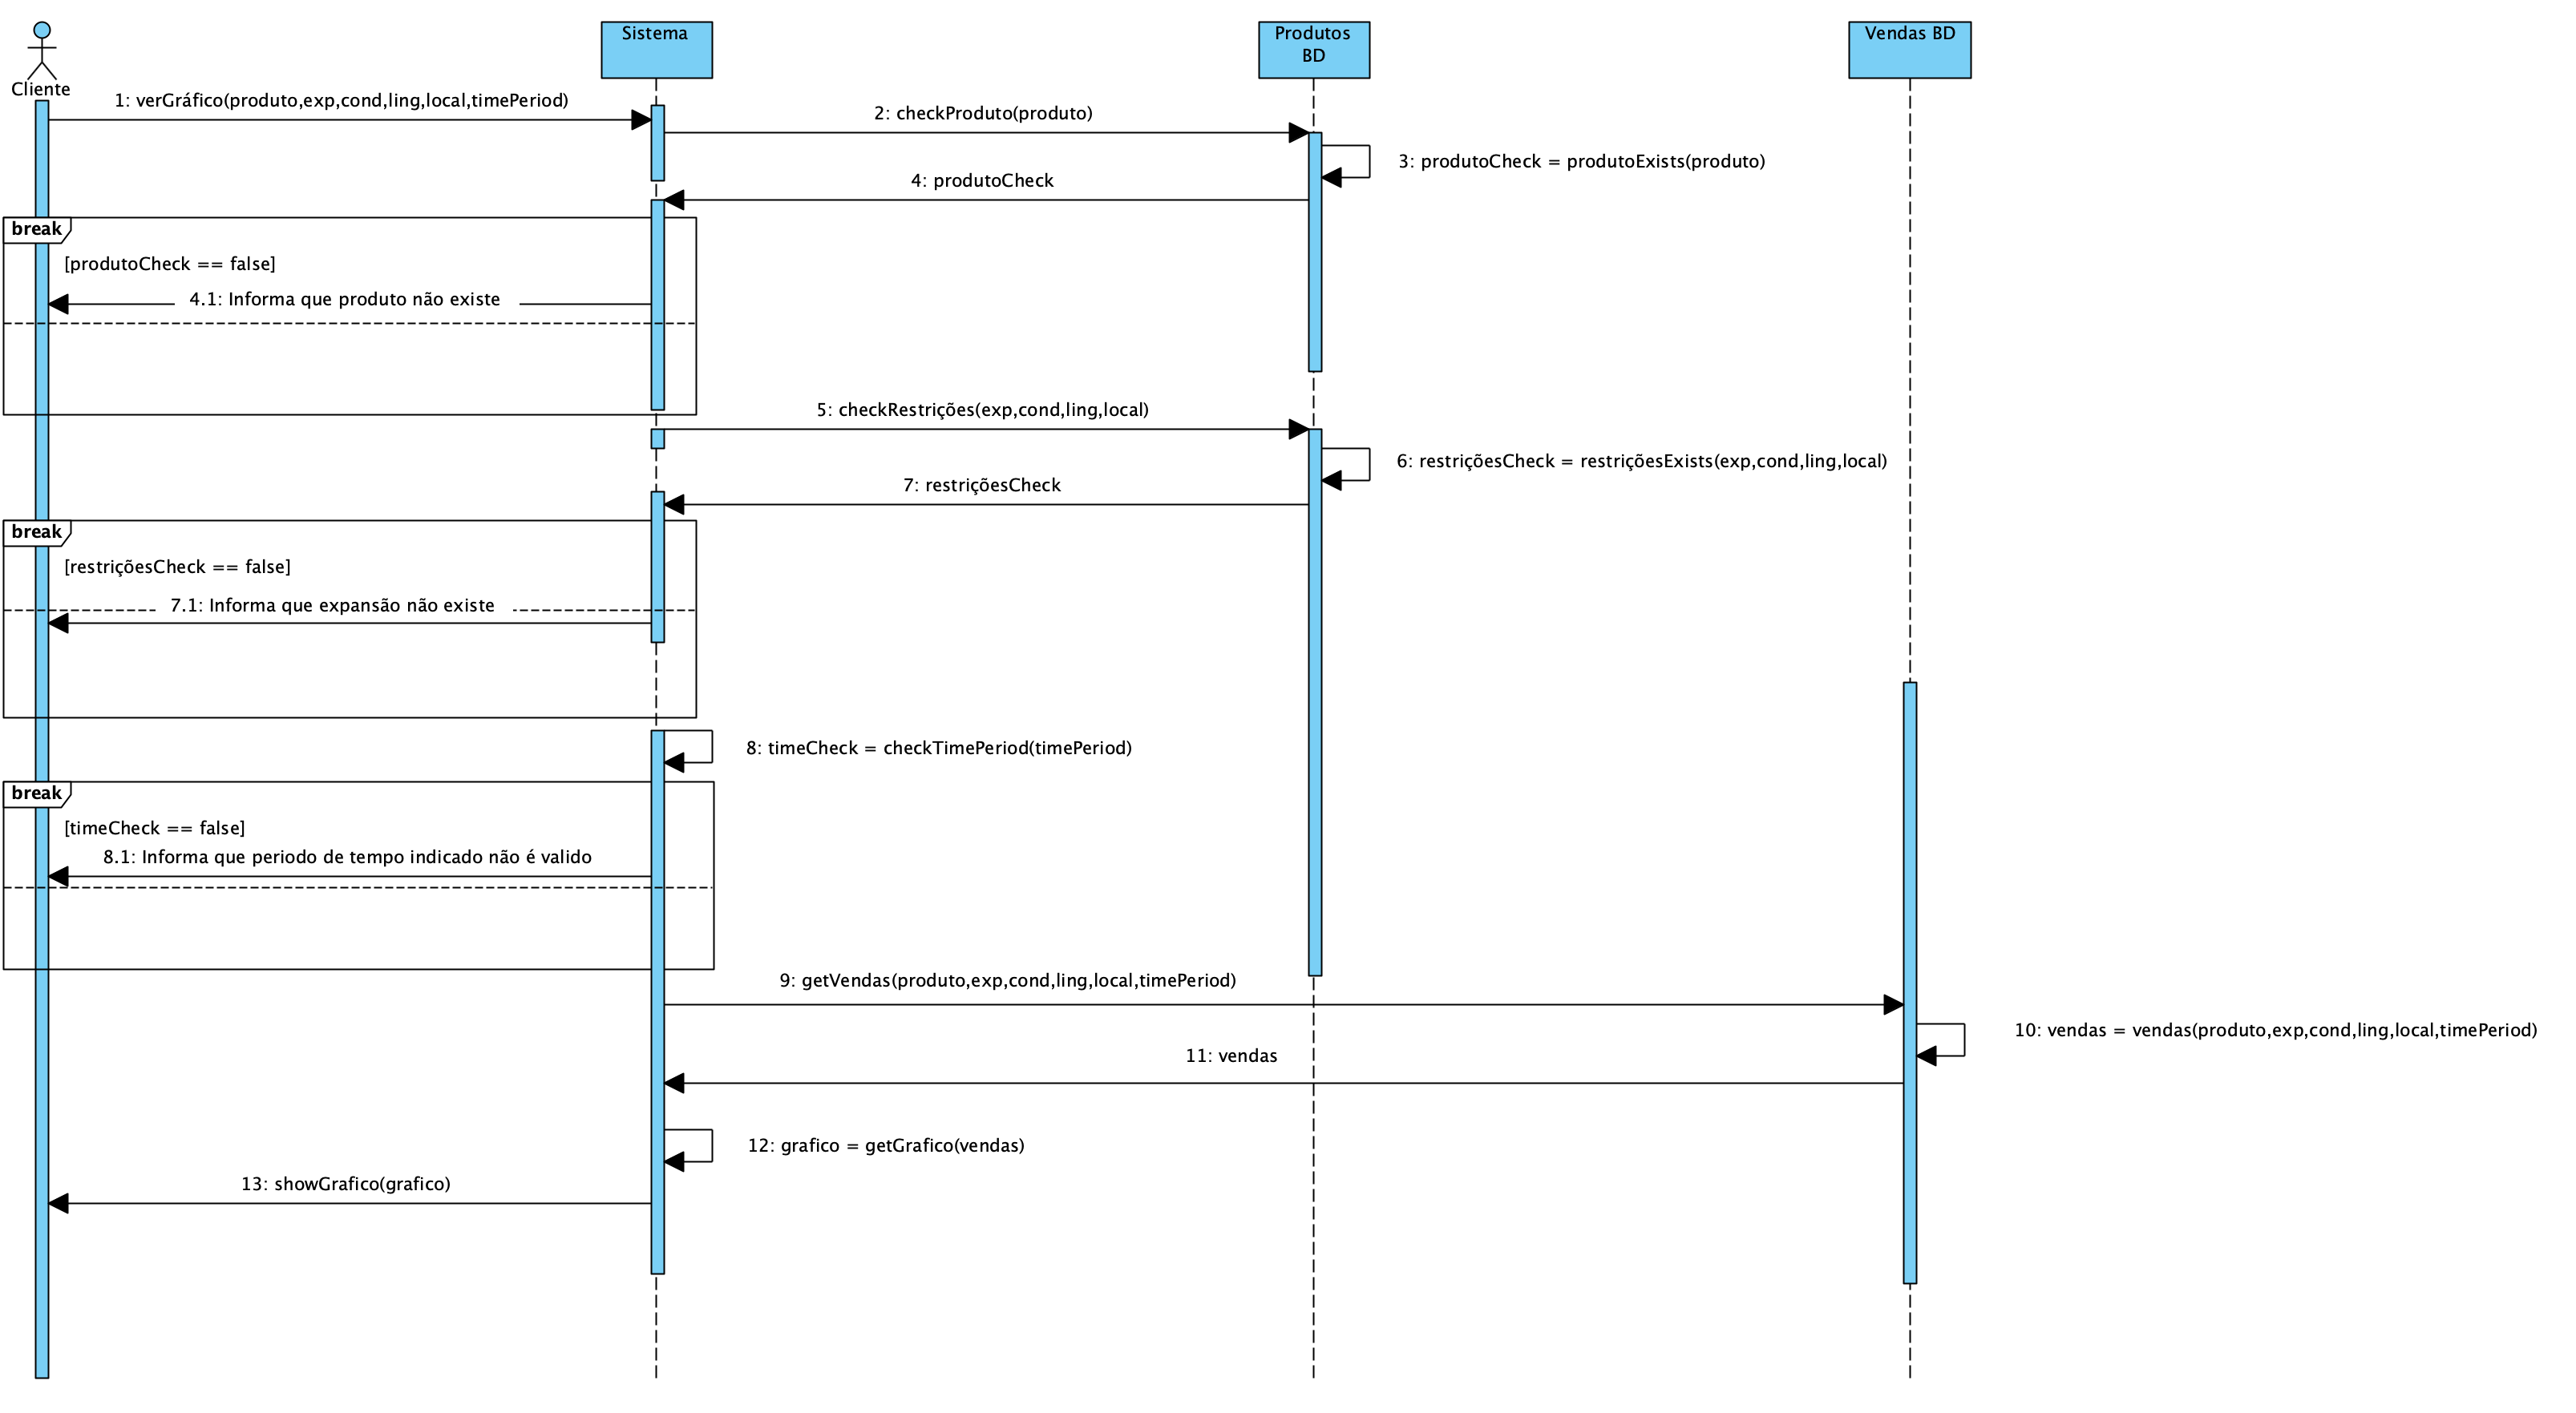 Sistema
Produtos
BD
Vendas BD
Cliente
1: verGráfico(produto,exp,cond,ling,local,timePeriod)
2: checkProduto(produto)
3: produtoCheck = produtoExists(produto)
4: produtoCheck
break
[produtoCheck == false]
4.1: Informa que produto não existe
5: checkRestrições(exp,cond,ling,local)
6: restriçõesCheck = restriçõesExists(exp,cond,ling,local)
7: restriçõesCheck
break
[restriçõesCheck == false]
7.1: Informa que expansão não existe
8: timeCheck = checkTimePeriod(timePeriod)
break
[timeCheck == false]
8.1: Informa que periodo de tempo indicado não é valido
9: getVendas(produto,exp,cond,ling,local,timePeriod)
10: vendas = vendas(produto,exp,cond,ling,local,timePeriod)
11: vendas
12: grafico = getGrafico(vendas)
13: showGrafico(grafico)